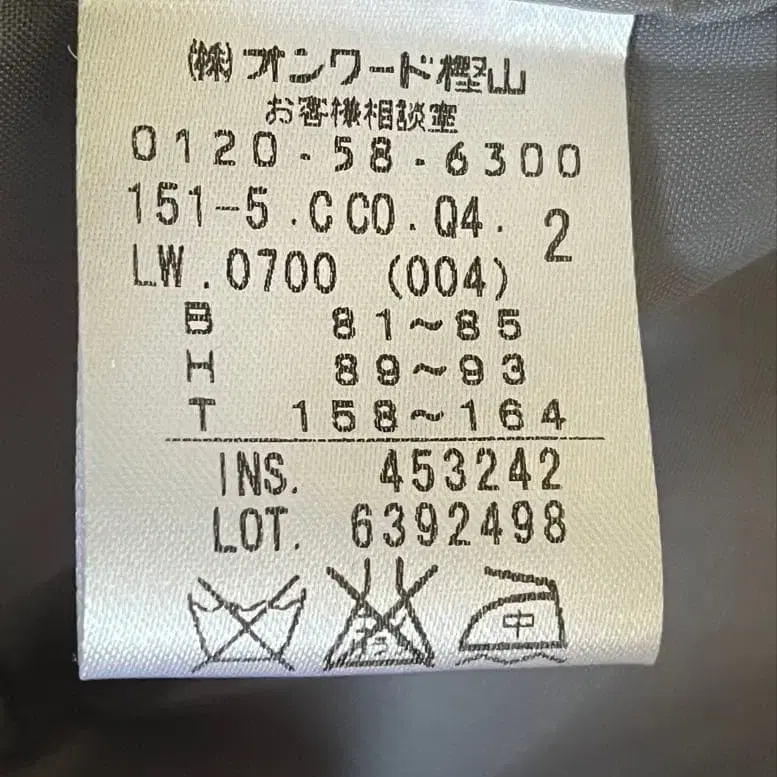 (株)オンワード樫山
お客様相談室
0120-58-6300
151-5.CCO.Q4. 2
LW.0700 (004)
B 81~85
H 89~93
T 158~164
INS. 453242
LOT. 6392498
中